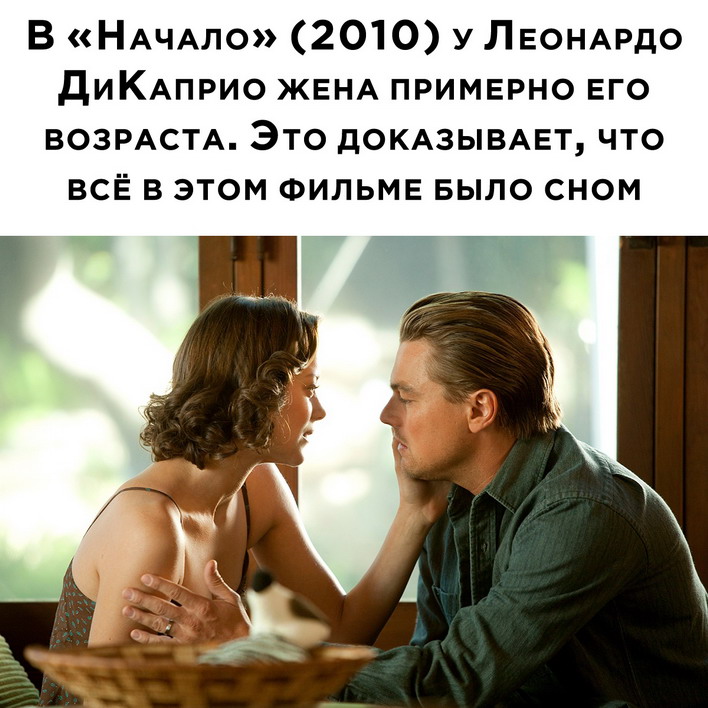 В «Начало» (2010) у Леонардо
ДиКаприо жена примерно его
возраста. Это доказывает, что
всё в этом фильме было сном